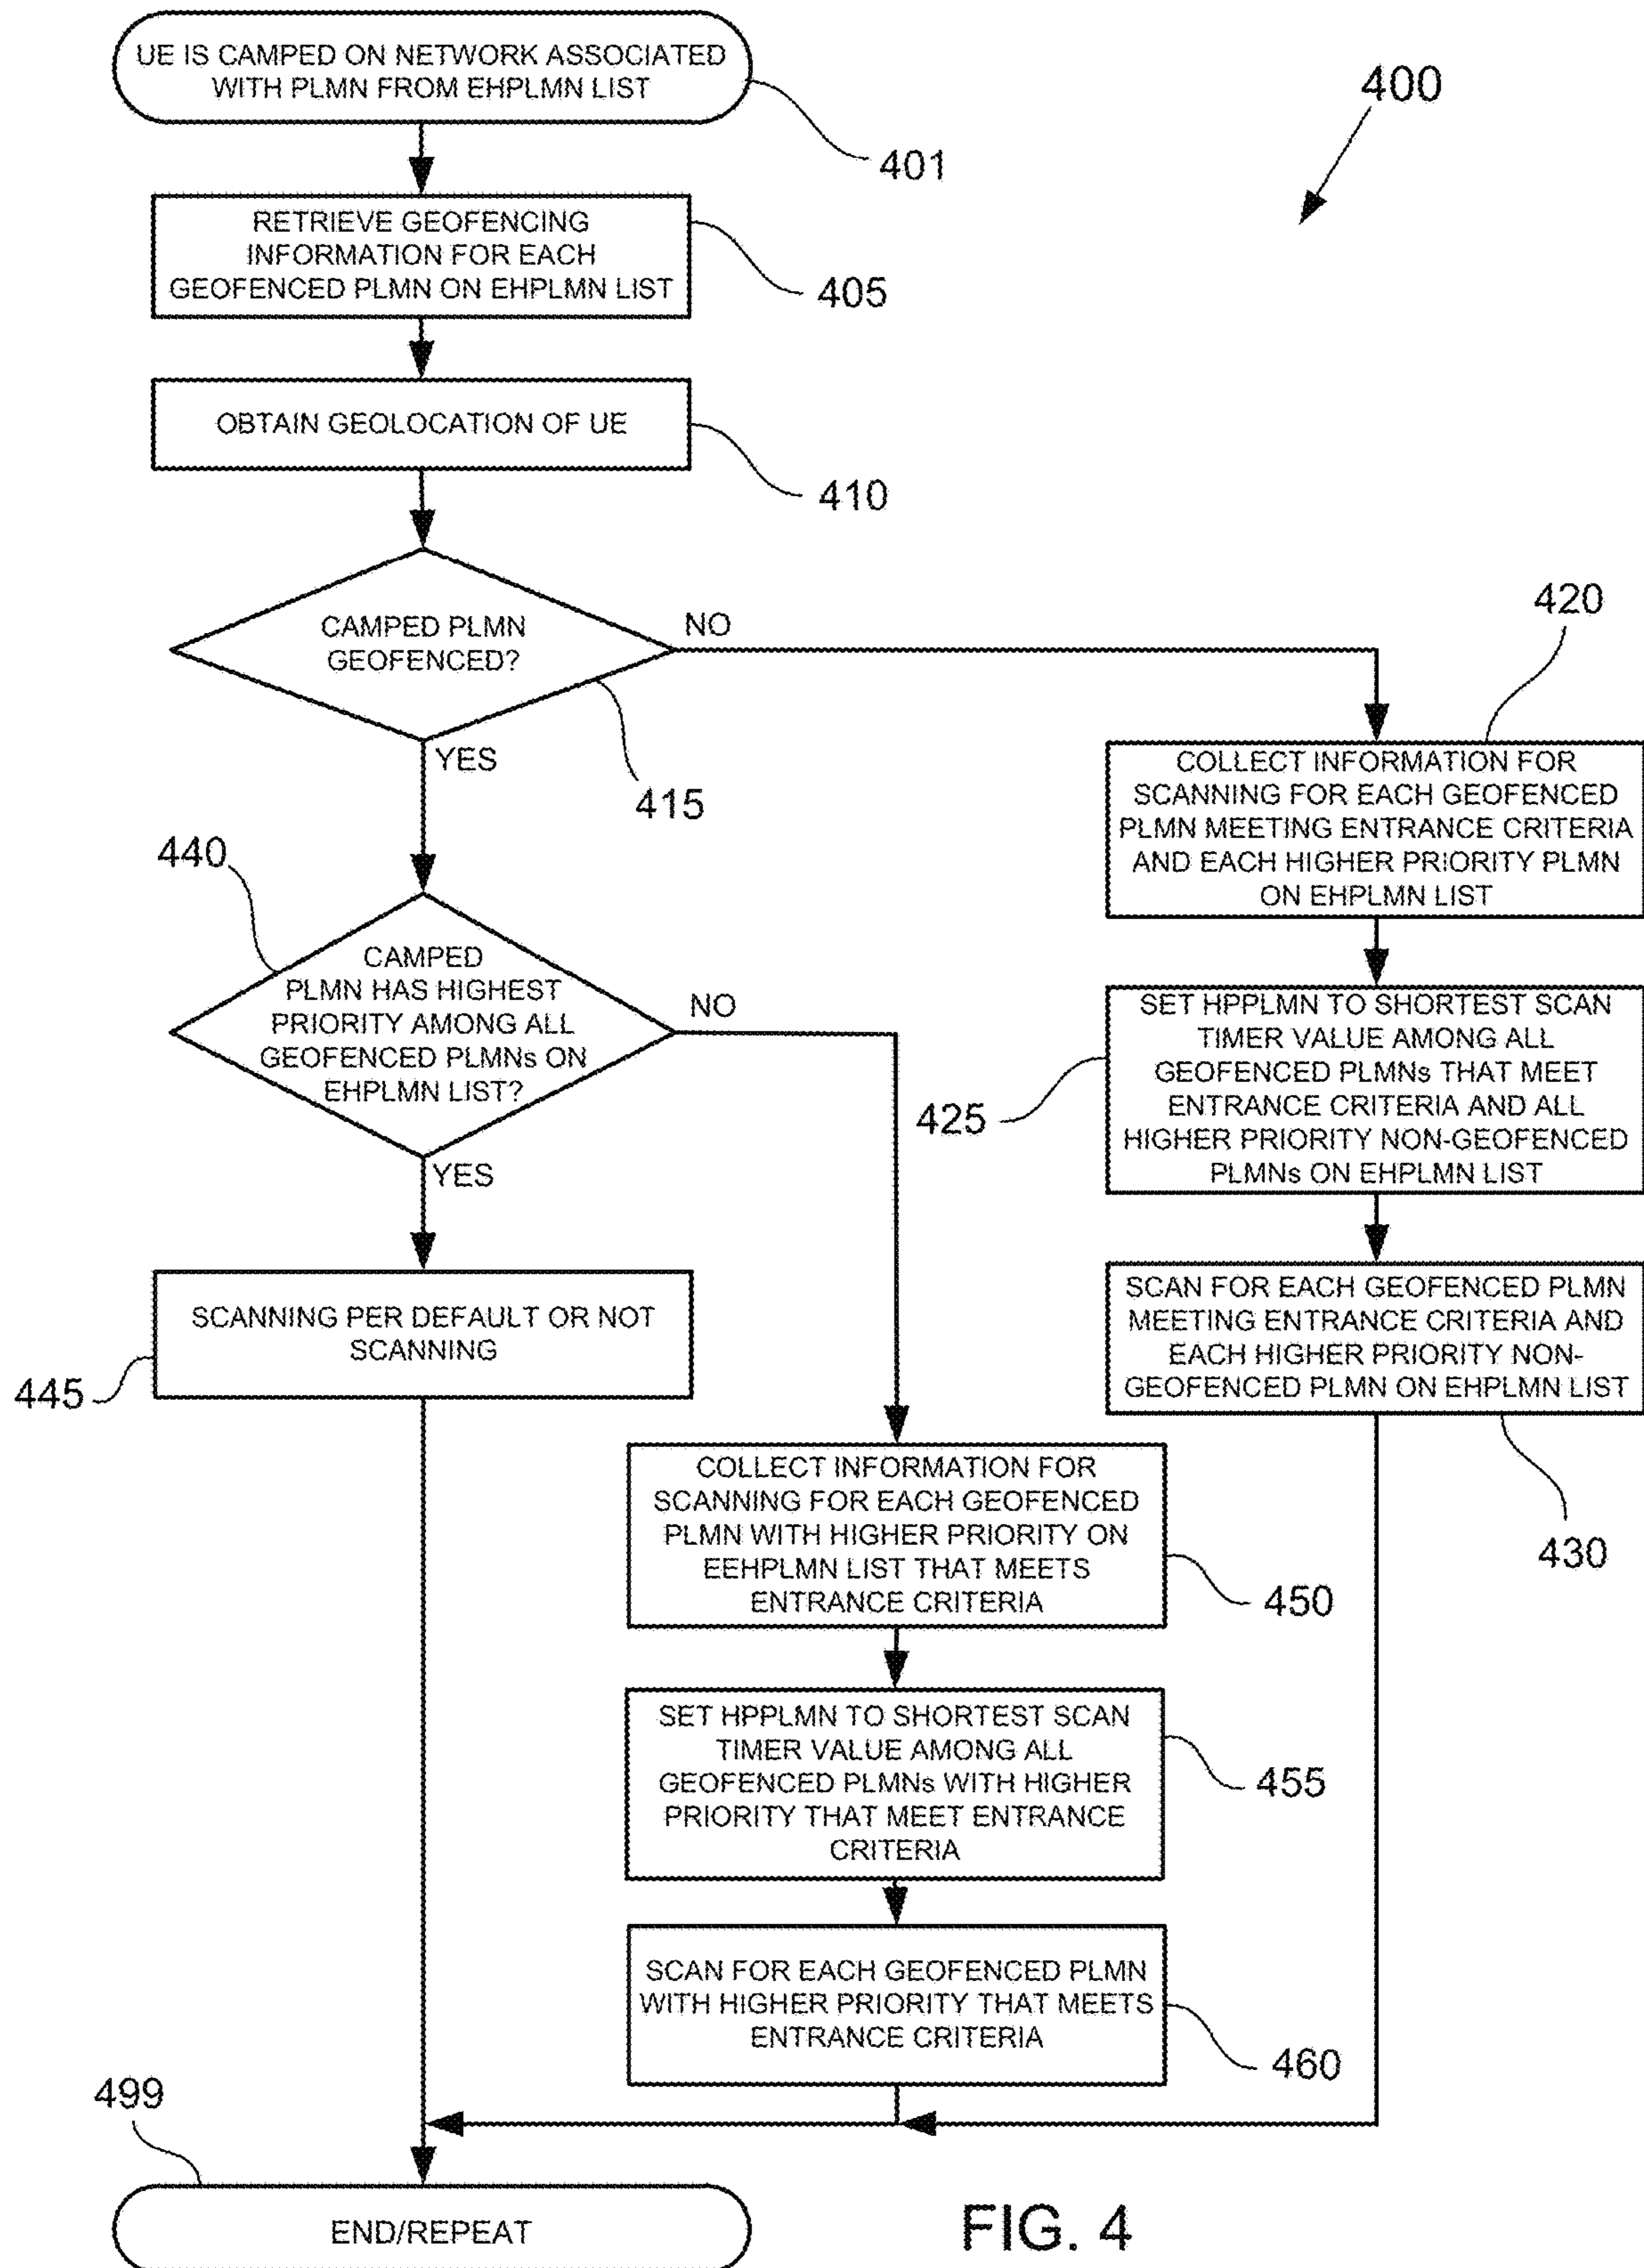 UE IS CAMPED ON NETWORK ASSOCIATED
WITH PLMN FROM EHPLMN LIST
400
401
RETRIEVE GEOFENCING
INFORMATION FOR EACH
GEOFENCED PLMN ON EHPLMN LIST
405
OBTAIN GEOLOCATION OF UE
410
CAMPED PLMN
GEOFENCED?
NO
YES
415
420
COLLECT INFORMATION FOR
SCANNING FOR EACH GEOFENCED
PLMN MEETING ENTRANCE CRITERIA
AND EACH HIGHER PRIORITY PLMN
ON EHPLMN LIST
440
CAMPED
PLMN HAS HIGHEST
PRIORITY AMONG ALL
GEOFENCED PLMNs ON
EHPLMN LIST?
NO
YES
425
SET HPPLMN TO SHORTEST SCAN
TIMER VALUE AMONG ALL
GEOFENCED PLMNs THAT MEET
ENTRANCE CRITERIA AND ALL
HIGHER PRIORITY NON-GEOFENCED
PLMNs ON EHPLMN LIST
SCANNING PER DEFAULT OR NOT
SCANNING
445
SCAN FOR EACH GEOFENCED PLMN
MEETING ENTRANCE CRITERIA AND
EACH HIGHER PRIORITY NON-
GEOFENCED PLMN ON EHPLMN LIST
430
COLLECT INFORMATION FOR
SCANNING FOR EACH GEOFENCED
PLMN WITH HIGHER PRIORITY ON
EEHPLMN LIST THAT MEETS
ENTRANCE CRITERIA
450
SET HPPLMN TO SHORTEST SCAN
TIMER VALUE AMONG ALL
GEOFENCED PLMNs WITH HIGHER
PRIORITY THAT MEET ENTRANCE
CRITERIA
455
SCAN FOR EACH GEOFENCED PLMN
WITH HIGHER PRIORITY THAT MEETS
ENTRANCE CRITERIA
460
499
END/REPEAT
FIG. 4